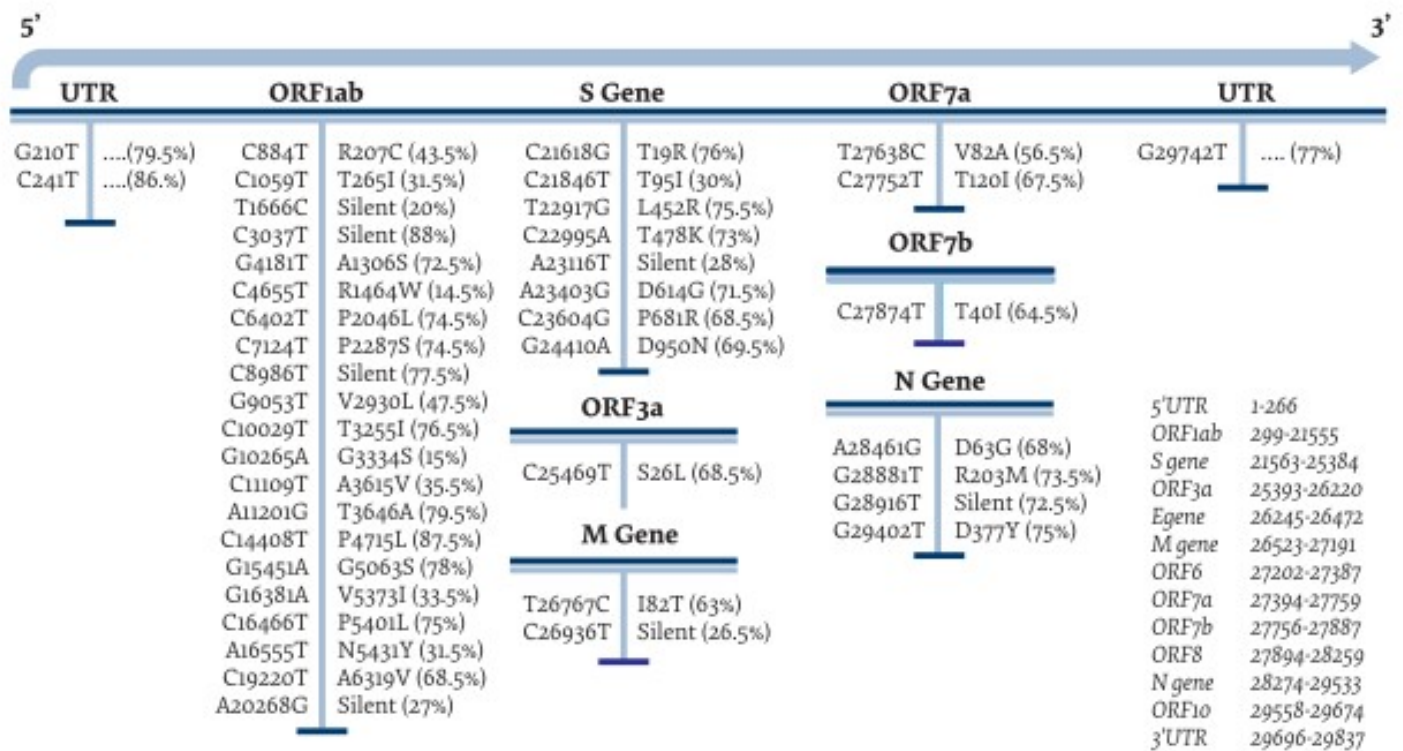 5’ 3’
UTR ORF1ab S Gene ORF7a UTR
G210T ....(79.5%)
C241T ....(86.%)
C884T R207C (43.5%)
C1059T T265I (31.5%)
T1666C Silent (20%)
C3037T Silent (88%)
G4181T A1306S (72.5%)
C4655T R1464W (14.5%)
C6402T P2046L (74.5%)
C7124T P2287S (74.5%)
C8986T Silent (77.5%)
G9053T V2930L (47.5%)
C10029T T3255I (76.5%)
G10265A G3334S (15%)
C11109T A3615V (35.5%)
A11201G T3646A (79.5%)
C14408T P4715L (87.5%)
G15451A G5063S (78%)
G16381A V5373I (33.5%)
C16466T P5401L (75%)
A16555T N5431Y (31.5%)
C19220T A6319V (68.5%)
A20268G Silent (27%)
C21618G T19R (76%)
C21846T T95I (30%)
T22917G L452R (75.5%)
C22995A T478K (73%)
A23116T Silent (28%)
A23403G D614G (71.5%)
C23604G P681R (68.5%)
G24410A D950N (69.5%)
ORF3a
C25469T S26L (68.5%)
M Gene
T26767C I82T (63%)
C26936T Silent (26.5%)
T27638C V82A (56.5%)
C27752T T120I (67.5%)
ORF7b
C27874T T40I (64.5%)
N Gene
A28461G D63G (68%)
G28881T R203M (73.5%)
G28916T Silent (72.5%)
G29402T D377Y (75%)
G29742T .... (77%)
5'UTR 1-266
ORF1ab 299-21555
S gene 21563-25384
ORF3a 25393-26220
Egene 26245-26472
M gene 26523-27191
ORF6 27202-27387
ORF7a 27394-27759
ORF7b 27756-27887
ORF8 27894-28259
N gene 28274-29533
ORF10 29558-29674
3'UTR 29696-29837